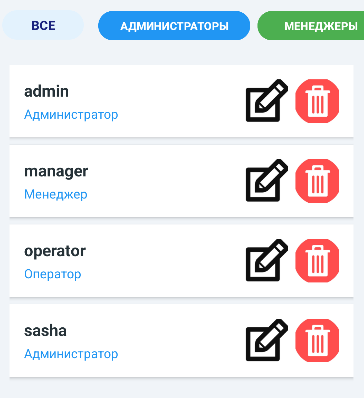 ВСЕ АДМИНИСТРАТОРЫ МЕНЕДЖЕРЫ
admin
Администратор
manager
Менеджер
operator
Оператор
sasha
Администратор